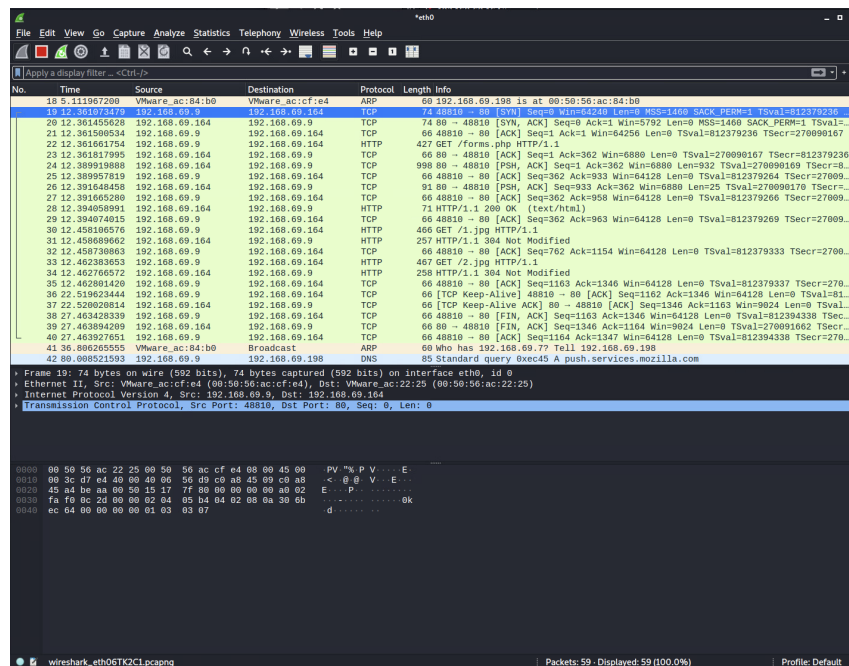 *eth0
File Edit View Go Capture Analyze Statistics Telephony Wireless Tools Help
Apply a display filter ... <Ctrl-/>
No. Time Source Destination Protocol Length Info
18 5.111967200 VMware_ac:84:b0 VMware_ac:cf:e4 ARP 60 192.168.69.198 is at 00:50:56:ac:84:b0
19 12.361073479 192.168.69.9 192.168.69.164 TCP 74 48810 → 80 [SYN] Seq=0 Win=64240 Len=0 MSS=1460 SACK_PERM=1 TSval=812379236 …
20 12.361455628 192.168.69.164 192.168.69.9 TCP 74 80 → 48810 [SYN, ACK] Seq=0 Ack=1 Win=5792 Len=0 MSS=1460 SACK_PERM=1 TSval=…
21 12.361500534 192.168.69.9 192.168.69.164 TCP 66 48810 → 80 [ACK] Seq=1 Ack=1 Win=64256 Len=0 TSval=812379236 TSecr=270090167
22 12.361661754 192.168.69.9 192.168.69.164 HTTP 427 GET /forms.php HTTP/1.1
23 12.361817995 192.168.69.164 192.168.69.9 TCP 66 80 → 48810 [ACK] Seq=1 Ack=362 Win=6880 Len=0 TSval=270090167 TSecr=812379236
24 12.389919888 192.168.69.164 192.168.69.9 TCP 998 80 → 48810 [PSH, ACK] Seq=1 Ack=362 Win=6880 Len=932 TSval=270090169 TSecr=8…
25 12.389957819 192.168.69.9 192.168.69.164 TCP 66 48810 → 80 [ACK] Seq=362 Ack=933 Win=64128 Len=0 TSval=812379264 TSecr=27009…
26 12.391648458 192.168.69.164 192.168.69.9 TCP 91 80 → 48810 [PSH, ACK] Seq=933 Ack=362 Win=6880 Len=25 TSval=270090170 TSecr=…
27 12.391665280 192.168.69.9 192.168.69.164 TCP 66 48810 → 80 [ACK] Seq=362 Ack=958 Win=64128 Len=0 TSval=812379266 TSecr=27009…
28 12.394058991 192.168.69.164 192.168.69.9 HTTP 71 HTTP/1.1 200 OK (text/html)
29 12.394074015 192.168.69.9 192.168.69.164 TCP 66 48810 → 80 [ACK] Seq=362 Ack=963 Win=64128 Len=0 TSval=812379269 TSecr=27009…
30 12.458106576 192.168.69.9 192.168.69.164 HTTP 466 GET /1.jpg HTTP/1.1
31 12.458689662 192.168.69.164 192.168.69.9 HTTP 257 HTTP/1.1 304 Not Modified
32 12.458730863 192.168.69.9 192.168.69.164 TCP 66 48810 → 80 [ACK] Seq=762 Ack=1154 Win=64128 Len=0 TSval=812379333 TSecr=2700…
33 12.462383653 192.168.69.9 192.168.69.164 HTTP 467 GET /2.jpg HTTP/1.1
34 12.462766572 192.168.69.164 192.168.69.9 HTTP 258 HTTP/1.1 304 Not Modified
35 12.462801420 192.168.69.9 192.168.69.164 TCP 66 48810 → 80 [ACK] Seq=1163 Ack=1346 Win=64128 Len=0 TSval=812379337 TSecr=270…
36 22.519623444 192.168.69.9 192.168.69.164 TCP 66 [TCP Keep-Alive] 48810 → 80 [ACK] Seq=1162 Ack=1346 Win=64128 Len=0 TSval=81…
37 22.520020814 192.168.69.164 192.168.69.9 TCP 66 [TCP Keep-Alive ACK] 80 → 48810 [ACK] Seq=1346 Ack=1163 Win=9024 Len=0 TSval…
38 27.463428339 192.168.69.9 192.168.69.164 TCP 66 48810 → 80 [FIN, ACK] Seq=1163 Ack=1346 Win=64128 Len=0 TSval=812394338 TSec…
39 27.463894209 192.168.69.164 192.168.69.9 TCP 66 80 → 48810 [FIN, ACK] Seq=1346 Ack=1164 Win=9024 Len=0 TSval=270091662 TSecr…
40 27.463927651 192.168.69.9 192.168.69.164 TCP 66 48810 → 80 [ACK] Seq=1164 Ack=1347 Win=64128 Len=0 TSval=812394338 TSecr=270…
41 36.806265555 VMware_ac:84:b0 Broadcast ARP 60 Who has 192.168.69.7? Tell 192.168.69.198
42 80.008521593 192.168.69.9 192.168.69.198 DNS 85 Standard query 0xec45 A push.services.mozilla.com
Frame 19: 74 bytes on wire (592 bits), 74 bytes captured (592 bits) on interface eth0, id 0
Ethernet II, Src: VMware_ac:cf:e4 (00:50:56:ac:cf:e4), Dst: VMware_ac:22:25 (00:50:56:ac:22:25)
Internet Protocol Version 4, Src: 192.168.69.9, Dst: 192.168.69.164
Transmission Control Protocol, Src Port: 48810, Dst Port: 80, Seq: 0, Len: 0
0000 00 50 56 ac 22 25 00 50 56 ac cf e4 08 00 45 00 ·PV·"%·P V·····E·
0010 00 3c d7 e4 40 00 40 06 56 d9 c0 a8 45 09 c0 a8 ·<··@·@· V···E···
0020 45 a4 be aa 00 50 15 17 7f 80 00 00 00 00 a0 02 E····P·· ········
0030 fa f0 0c 2d 00 00 02 04 05 b4 04 02 08 0a 30 6b ···-···· ······0k
0040 ec 64 00 00 00 00 01 03 03 07 ·d········
wireshark_eth06TK2C1.pcapng Packets: 59 · Displayed: 59 (100.0%) Profile: Default